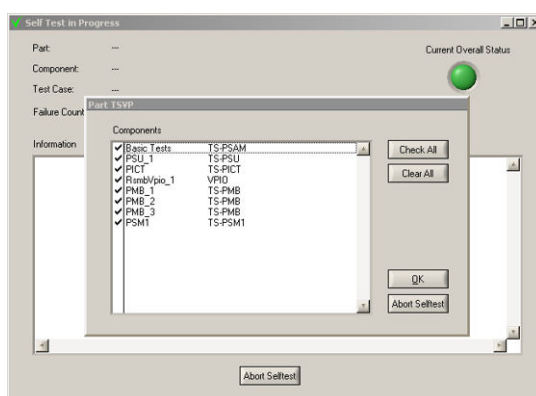 Self Test in Progress
Part: ---
Current Overall Status
Component: ---
Test Case: ---
Failure Count
Part TSVP
Components
Information
Basic Tests TS-PSAM
PSU_1 TS-PSU
PICT TS-PICT
RsmbVpio_1 VPIO
PMB_1 TS-PMB
PMB_2 TS-PMB
PMB_3 TS-PMB
PSM1 TS-PSM1
Check All
Clear All
OK
Abort Selftest
Abort Selftest